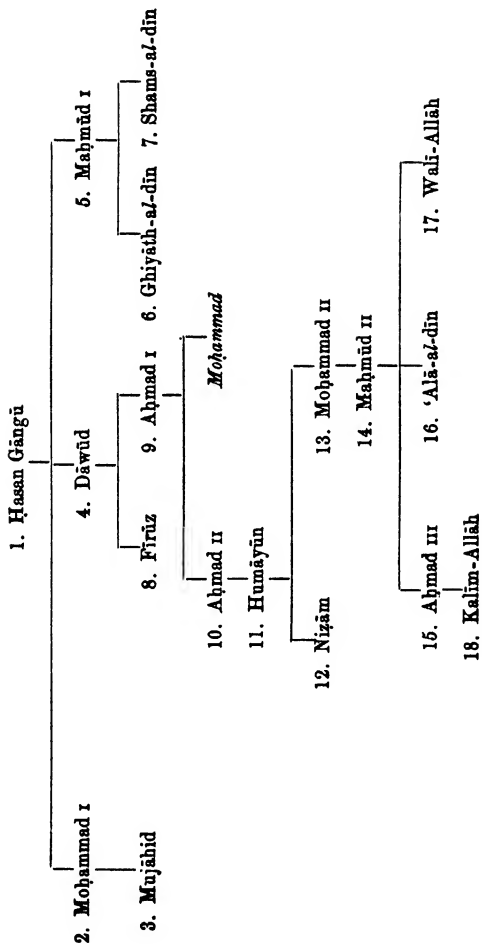 1. Ḥasan Gāngū
2. Moḥammad I 4. Dāwūd 5. Maḥmūd I
3. Mujāhid 8. Fīrūz 9. Aḥmad I 6. Ghiyāth-al-dīn 7. Shams-al-dīn
10. Aḥmad II Moḥammad
11. Humāyūn
12. Niẓām 13. Moḥammad II
14. Maḥmūd II
15. Aḥmad III 16. ʿAlā-al-dīn 17. Walī-Allāh
18. Kalīm-Allāh